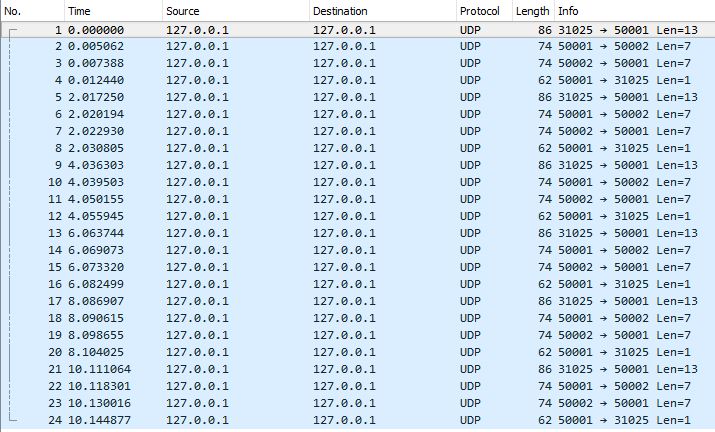 No. Time Source Destination Protocol Length Info
1 0.000000 127.0.0.1 127.0.0.1 UDP 86 31025 → 50001 Len=13
2 0.005062 127.0.0.1 127.0.0.1 UDP 74 50001 → 50002 Len=7
3 0.007388 127.0.0.1 127.0.0.1 UDP 74 50002 → 50001 Len=7
4 0.012440 127.0.0.1 127.0.0.1 UDP 62 50001 → 31025 Len=1
5 2.017250 127.0.0.1 127.0.0.1 UDP 86 31025 → 50001 Len=13
6 2.020194 127.0.0.1 127.0.0.1 UDP 74 50001 → 50002 Len=7
7 2.022930 127.0.0.1 127.0.0.1 UDP 74 50002 → 50001 Len=7
8 2.030805 127.0.0.1 127.0.0.1 UDP 62 50001 → 31025 Len=1
9 4.036303 127.0.0.1 127.0.0.1 UDP 86 31025 → 50001 Len=13
10 4.039503 127.0.0.1 127.0.0.1 UDP 74 50001 → 50002 Len=7
11 4.050155 127.0.0.1 127.0.0.1 UDP 74 50002 → 50001 Len=7
12 4.055945 127.0.0.1 127.0.0.1 UDP 62 50001 → 31025 Len=1
13 6.063744 127.0.0.1 127.0.0.1 UDP 86 31025 → 50001 Len=13
14 6.069073 127.0.0.1 127.0.0.1 UDP 74 50001 → 50002 Len=7
15 6.073320 127.0.0.1 127.0.0.1 UDP 74 50002 → 50001 Len=7
16 6.082499 127.0.0.1 127.0.0.1 UDP 62 50001 → 31025 Len=1
17 8.086907 127.0.0.1 127.0.0.1 UDP 86 31025 → 50001 Len=13
18 8.090615 127.0.0.1 127.0.0.1 UDP 74 50001 → 50002 Len=7
19 8.098655 127.0.0.1 127.0.0.1 UDP 74 50002 → 50001 Len=7
20 8.104025 127.0.0.1 127.0.0.1 UDP 62 50001 → 31025 Len=1
21 10.111064 127.0.0.1 127.0.0.1 UDP 86 31025 → 50001 Len=13
22 10.118301 127.0.0.1 127.0.0.1 UDP 74 50001 → 50002 Len=7
23 10.130016 127.0.0.1 127.0.0.1 UDP 74 50002 → 50001 Len=7
24 10.144877 127.0.0.1 127.0.0.1 UDP 62 50001 → 31025 Len=1